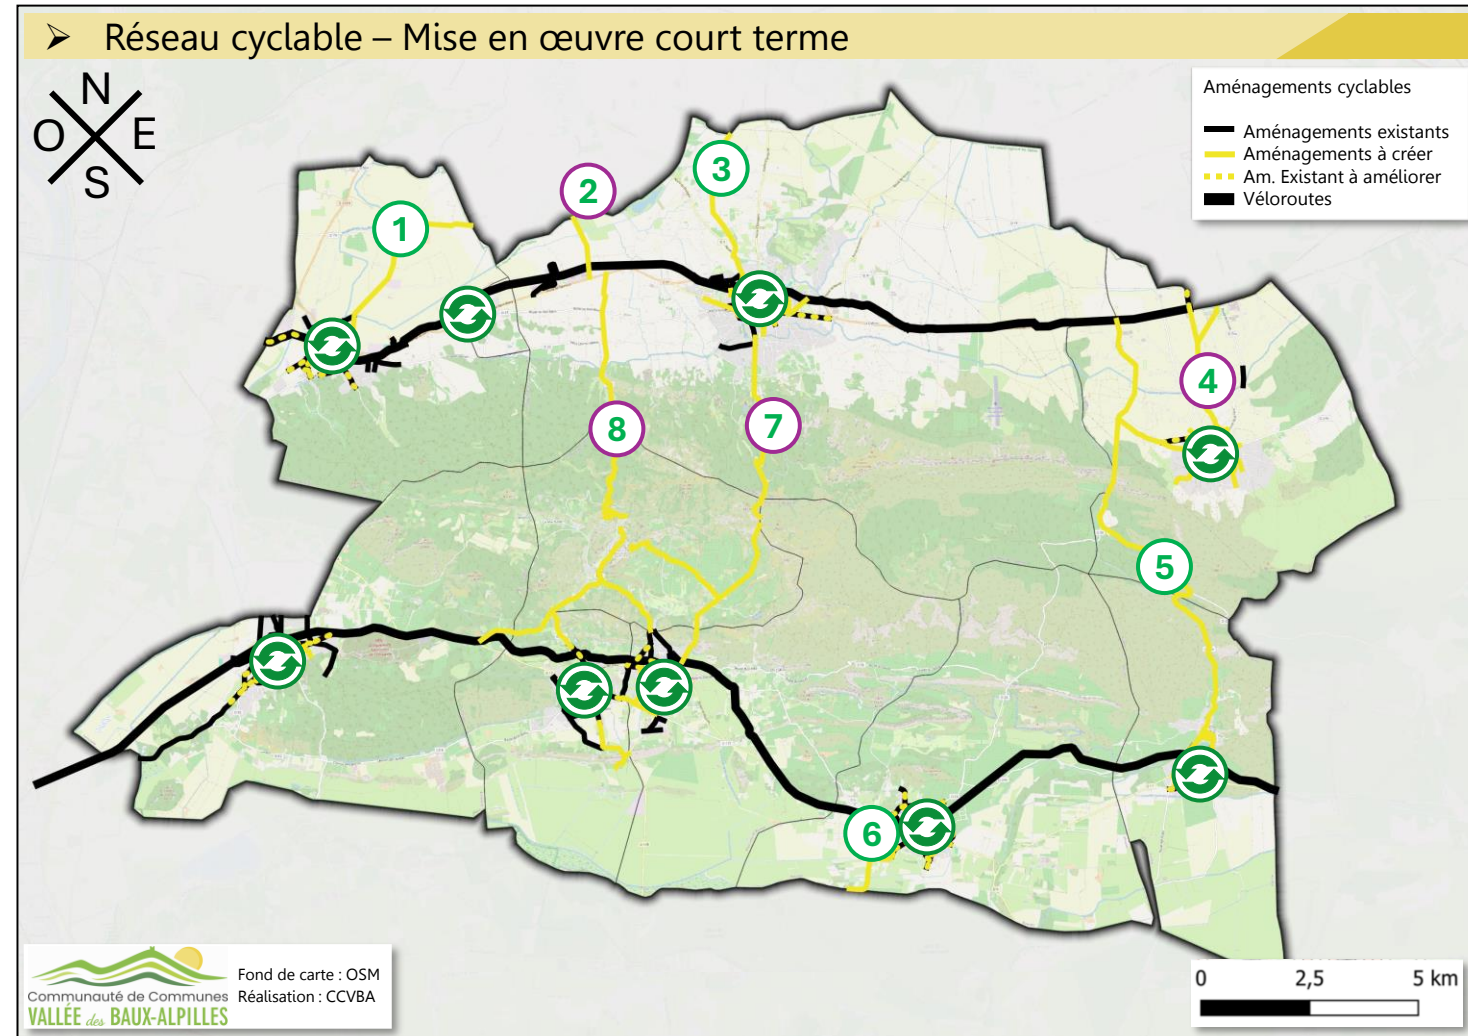 ➢ Réseau cyclable – Mise en œuvre court terme
N
O E
S
Aménagements cyclables
Aménagements existants
Aménagements à créer
Am. Existant à améliorer
Véloroutes
1
2
3
4
5
6
7
8
Communauté de Communes
VALLÉE des BAUX-ALPILLES
Fond de carte : OSM
Réalisation : CCVBA
0 2,5 5 km